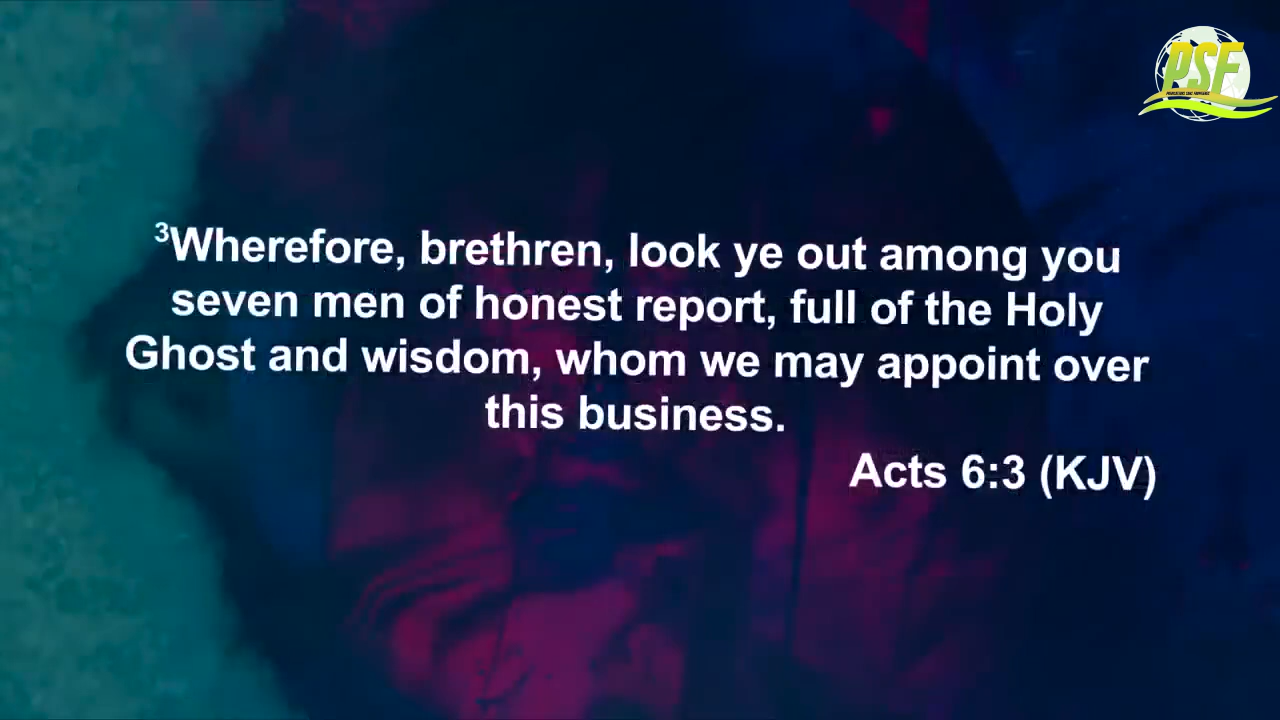 PSF
³Wherefore, brethren, look ye out among you
seven men of honest report, full of the Holy
Ghost and wisdom, whom we may appoint over
this business.
Acts 6:3 (KJV)